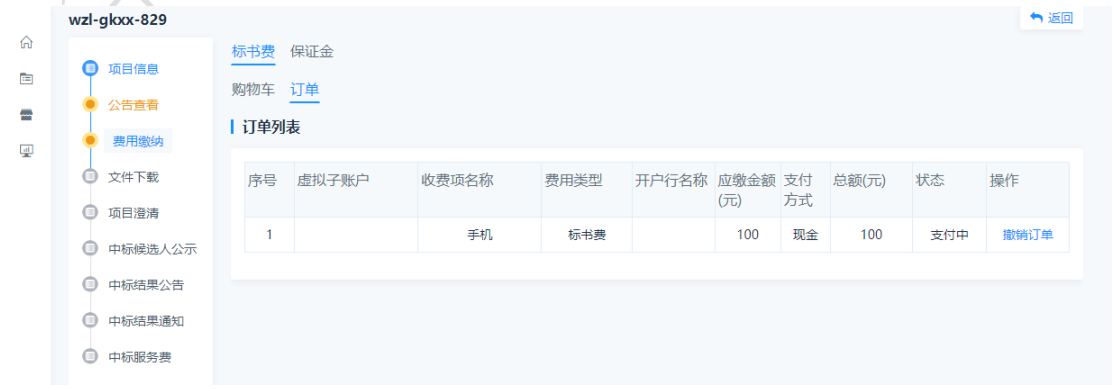 wzl-gkxx-829
返回
标书费 保证金
项目信息
购物车 订单
公告查看
订单列表
费用缴纳
文件下载
序号 虚拟子账户 收费项名称 费用类型 开户行名称 应缴金额(元) 支付方式 总额(元) 状态 操作
项目澄清
1 手机 标书费 100 现金 100 支付中 撤销订单
中标候选人公示
中标结果公告
中标结果通知
中标服务费